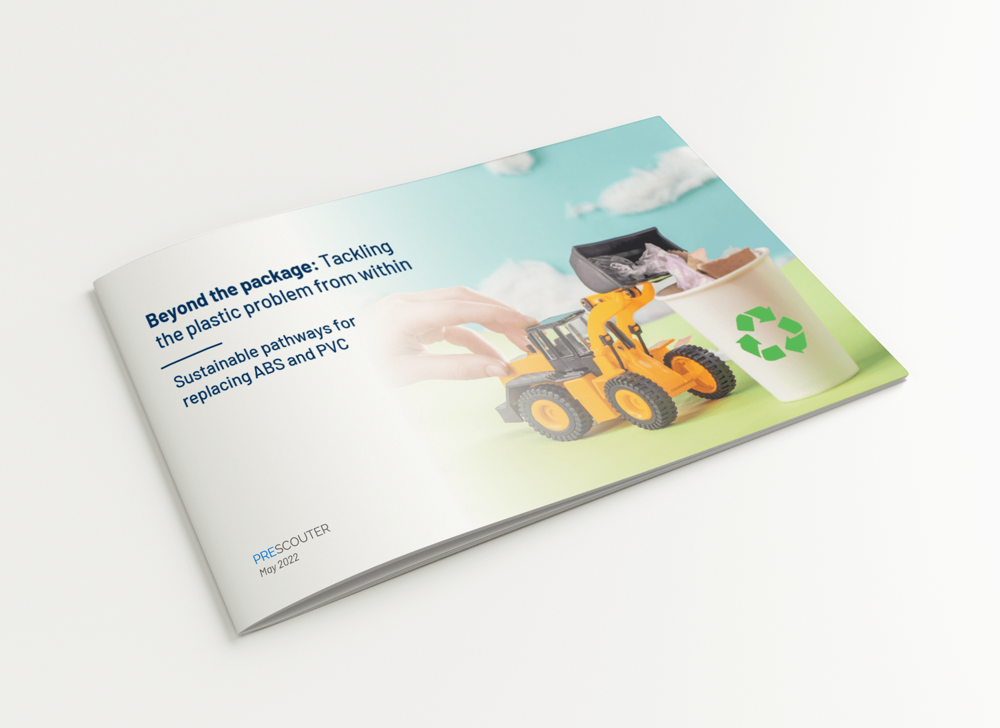 Beyond the package: Tackling
the plastic problem from within
Sustainable pathways for
replacing ABS and PVC
PRESCOUTER
May 2022